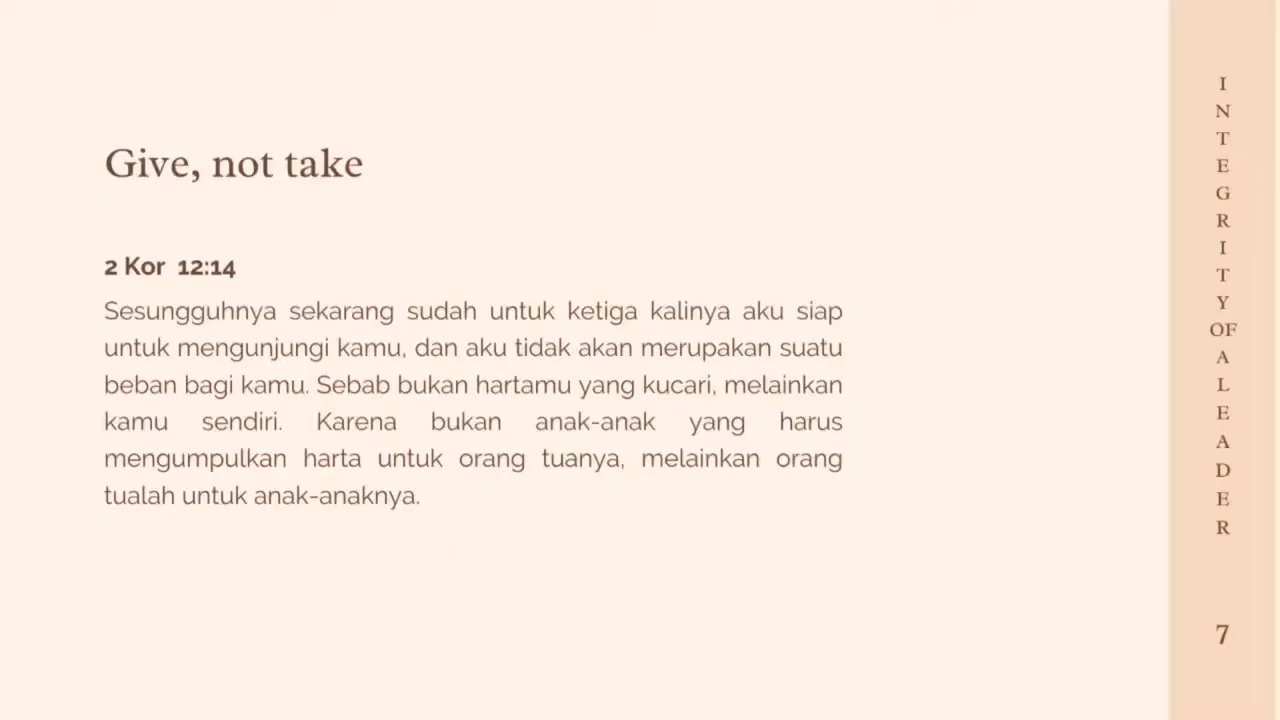 Give, not take
2 Kor 12:14
Sesungguhnya sekarang sudah untuk ketiga kalinya aku siap
untuk mengunjungi kamu, dan aku tidak akan merupakan suatu
beban bagi kamu. Sebab bukan hartamu yang kucari, melainkan
kamu sendiri. Karena bukan anak-anak yang harus
mengumpulkan harta untuk orang tuanya, melainkan orang
tualah untuk anak-anaknya.
I
N
T
E
G
R
I
T
Y
OF
A
L
E
A
D
E
R
7